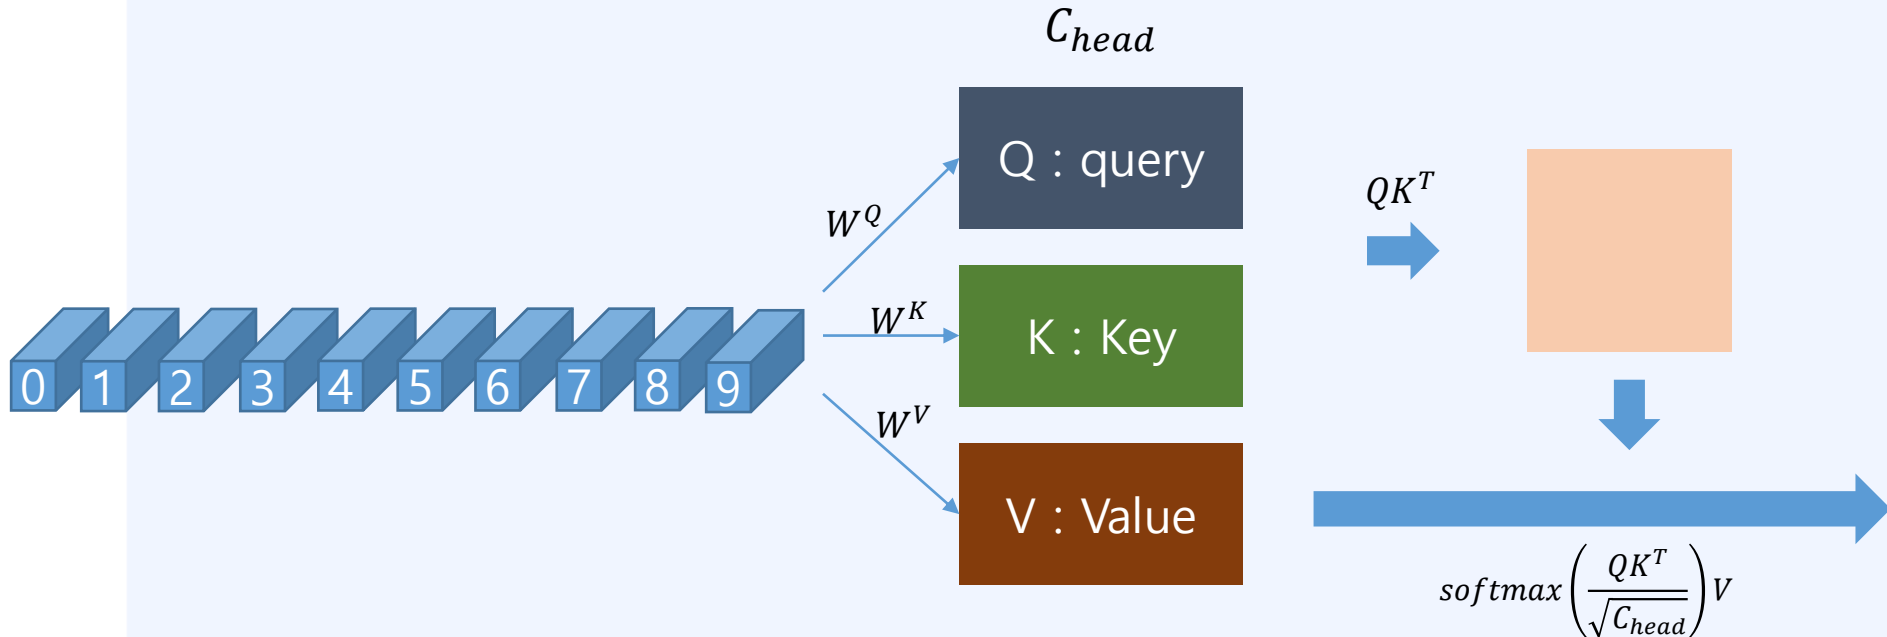 C_head
Q : query
QK^T
W^Q
W^K
K : Key
0 1 2 3 4 5 6 7 8 9
W^V
V : Value
softmax(QK^T/√C_head)V